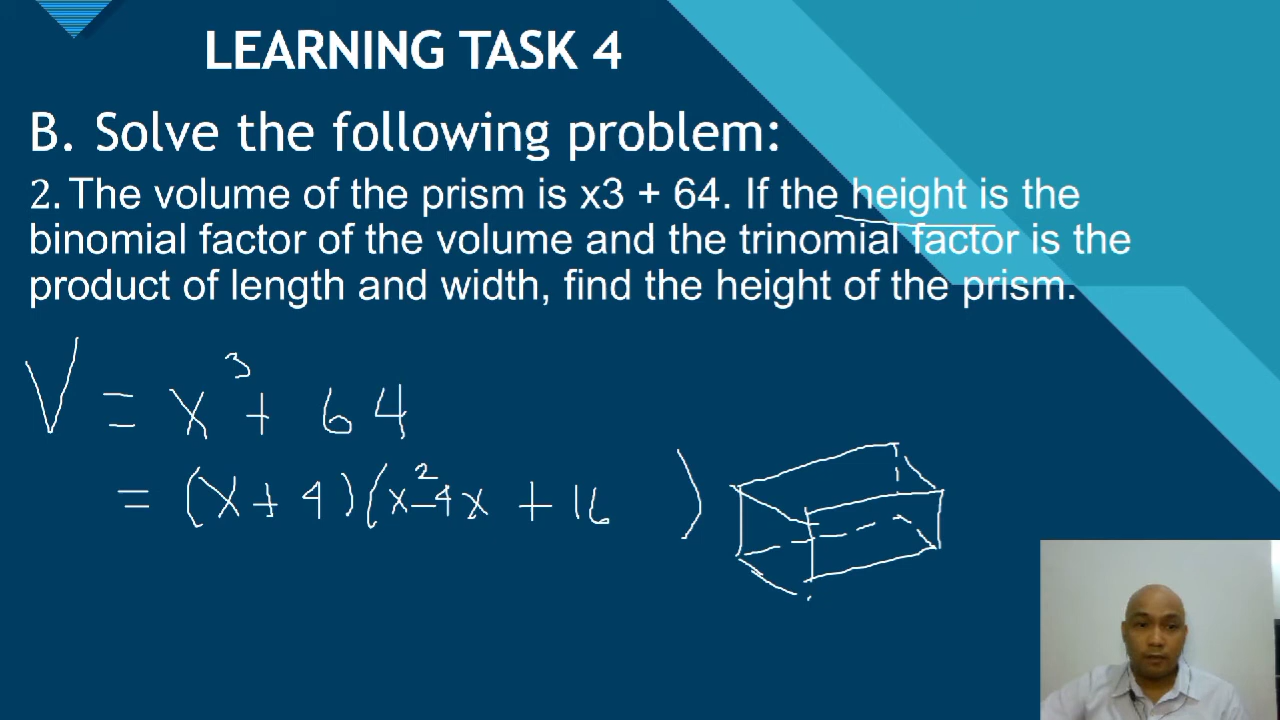 LEARNING TASK 4
B. Solve the following problem:
2. The volume of the prism is x3 + 64. If the height is the
binomial factor of the volume and the trinomial factor is the
product of length and width, find the height of the prism.
V = x³ + 64
= (x + 4)(x² - 4x + 16 )